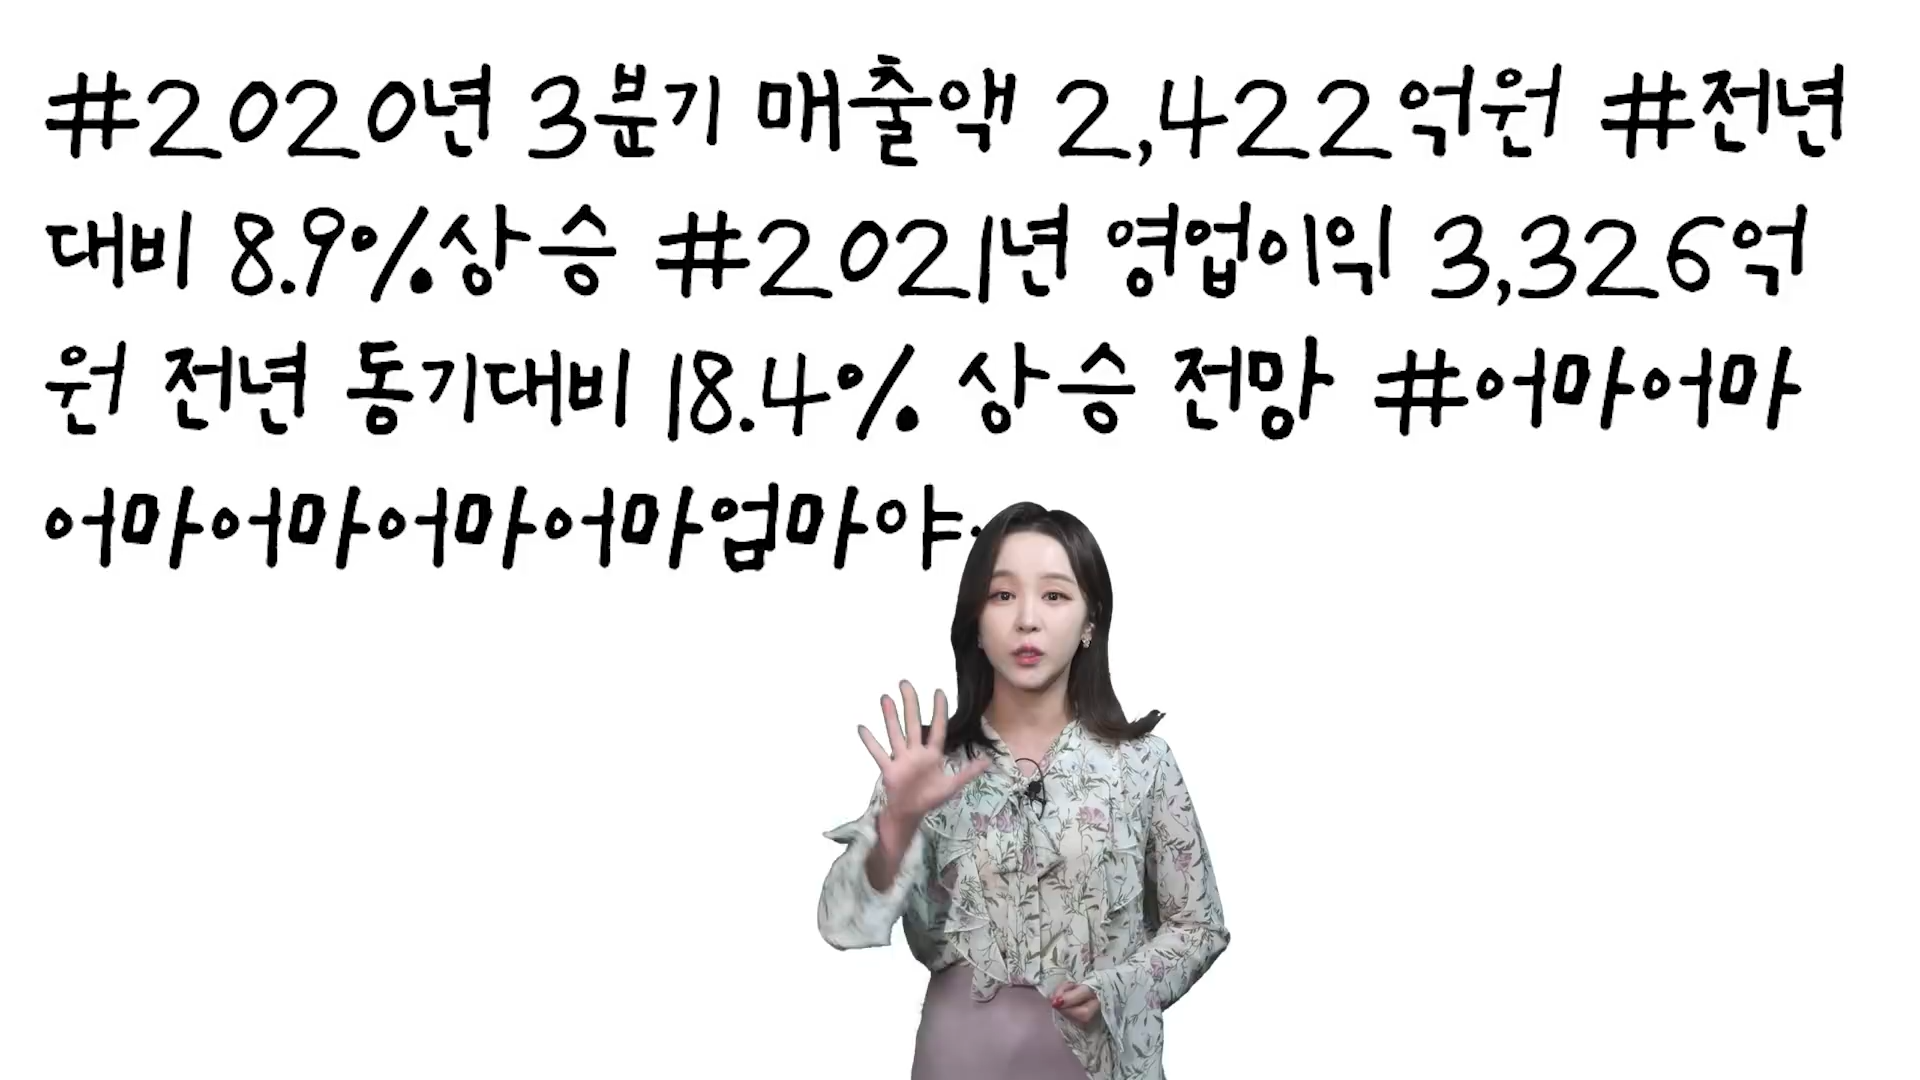 #2020년 3분기 매출액 2,422억원 #전년
대비 8.9%상승 #2021년 영업이익 3,326억
원 전년 동기대비 18.4% 상승 전망 #어마어마
어마어마어마어마엄마야